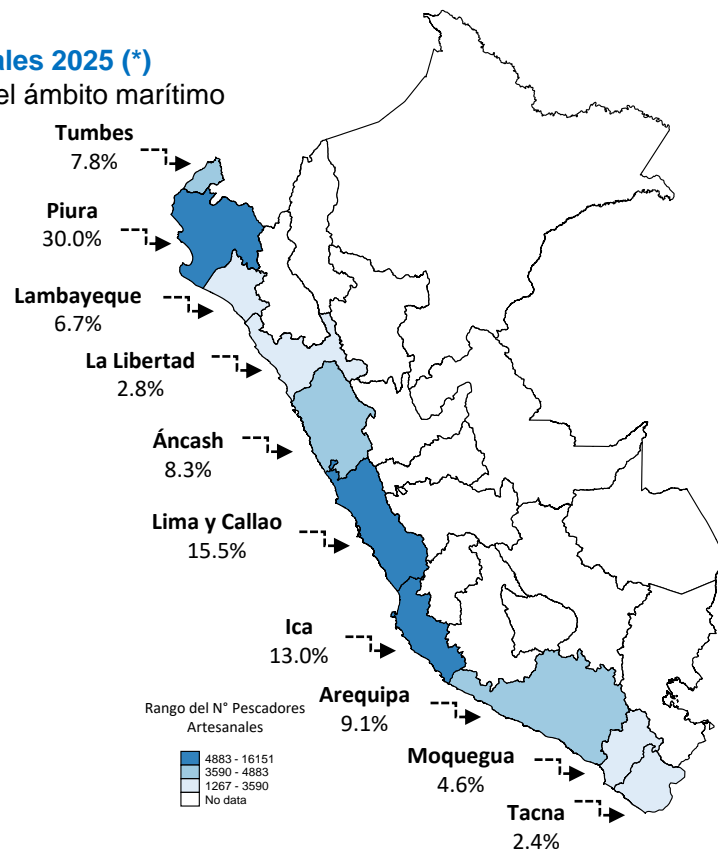 ales 2025 (*)
el ámbito marítimo
Tumbes
7.8%
Piura
30.0%
Lambayeque
6.7%
La Libertad
2.8%
Áncash
8.3%
Lima y Callao
15.5%
Ica
13.0%
Arequipa
9.1%
Moquegua
4.6%
Tacna
2.4%
Rango del N° Pescadores
Artesanales
4883 - 16151
3590 - 4883
1267 - 3590
No data